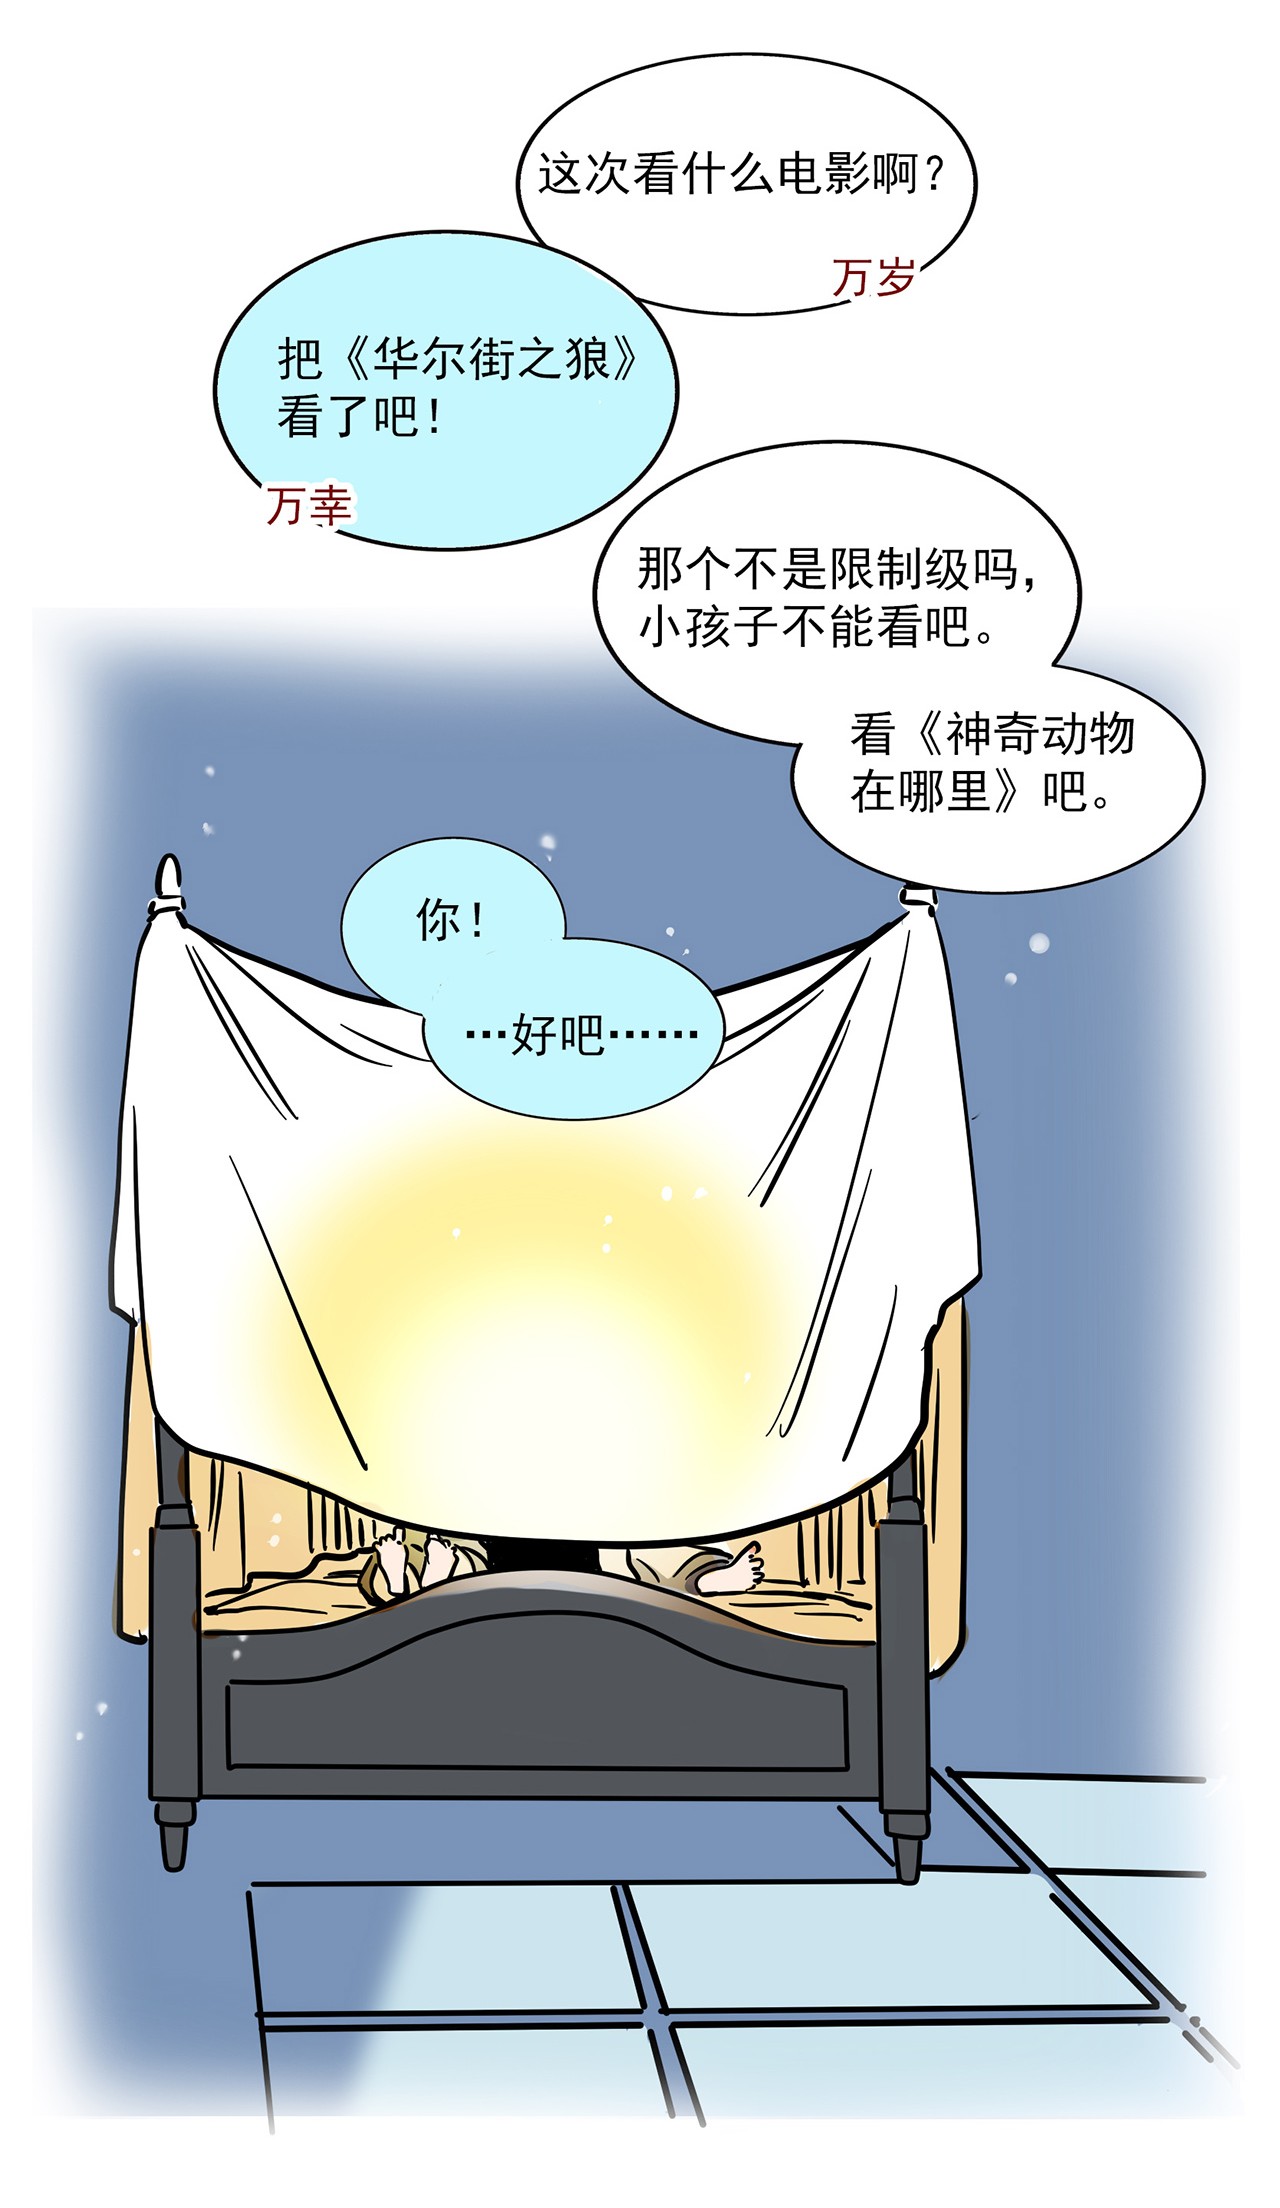 这次看什么电影啊？
万岁
把《华尔街之狼》
看了吧！
万幸
那个不是限制级吗，
小孩子不能看吧。
看《神奇动物
在哪里》吧。
你！
…好吧……